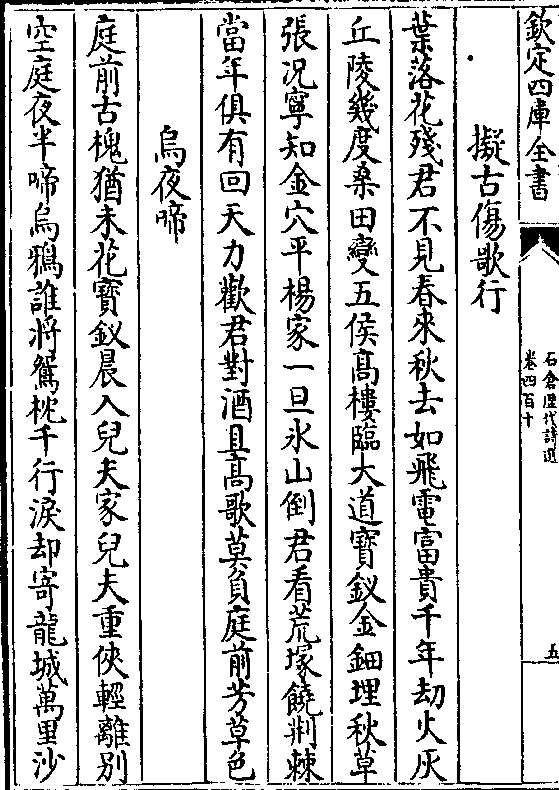 欽定四庫全書
石倉歴代詩選
卷四百十
五
擬古傷歌行
葉落花殘君不見春來秋去如飛電富貴千年劫火灰
丘陵幾度桑田變五侯髙樓臨大道寳釵金鈿埋秋草
張况寧知金穴平楊家一旦氷山倒君看荒塚饒荆棘
當年俱有回天力勸君對酒且髙歌莫負庭前芳草色
烏夜啼
庭前古槐猶未花寳釵晨入兒夫家兒夫重俠輕離別
空庭夜半啼烏鴉誰將鴛枕千行淚却寄龍城萬里沙